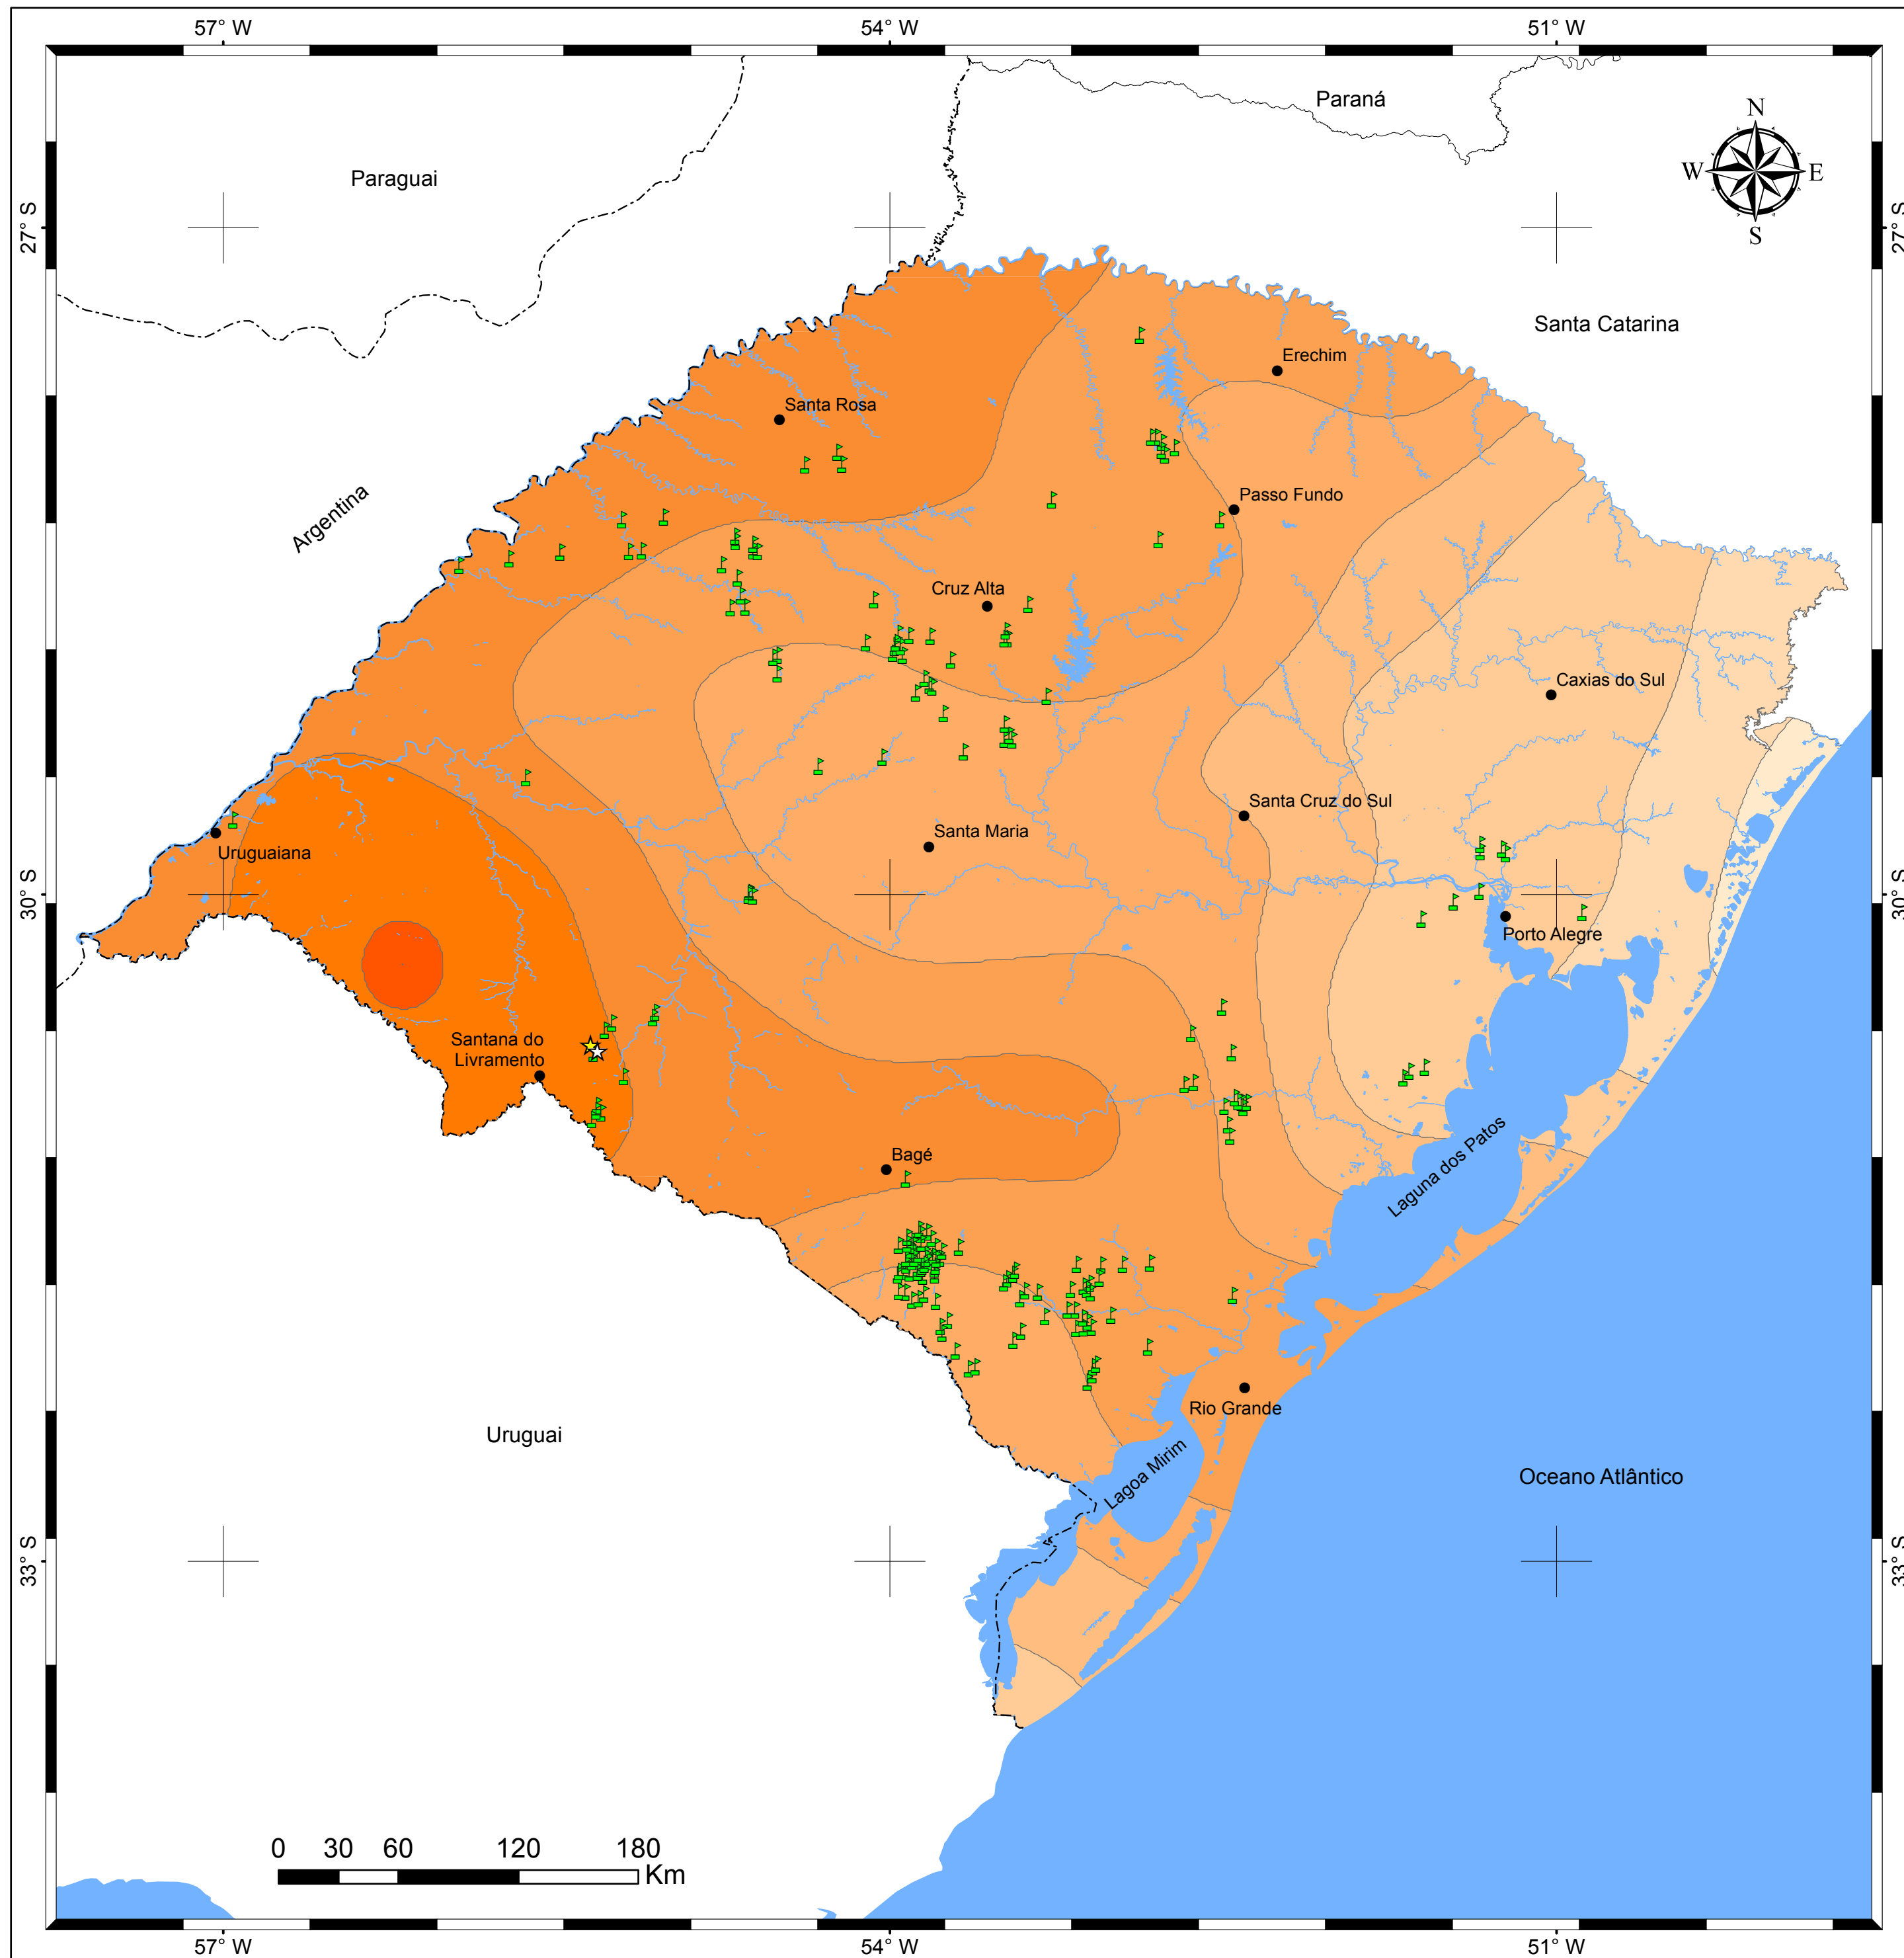 57° W
54° W
51° W
Paraná
N
Paraguai
W
E
27° S
27° S
S
Santa Catarina
Erechim
Santa Rosa
Passo Fundo
Argentina
Cruz Alta
Caxias do Sul
Santa Cruz do Sul
Santa Maria
Uruguaiana
30° S
30° S
Porto Alegre
Santana do
Livramento
Bagé
Laguna dos Patos
Rio Grande
Uruguai
Lagoa Mirim
Oceano Atlântico
33° S
33° S
0 30 60 120 180
Km
57° W
54° W
51° W